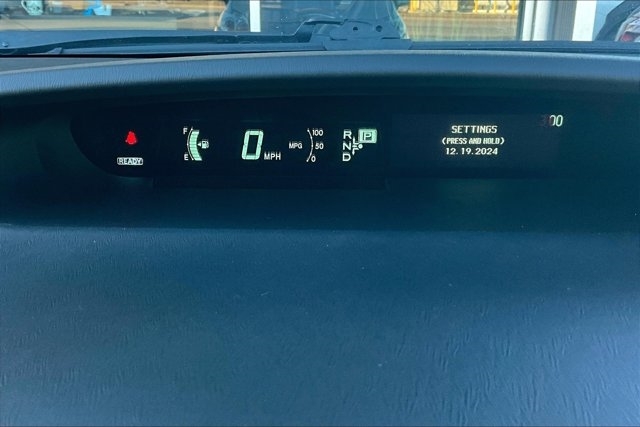 READY
F
E
0 MPH
MPG
100
50
0
R
N
D
P
SETTINGS
(PRESS AND HOLD)
12.19.2024